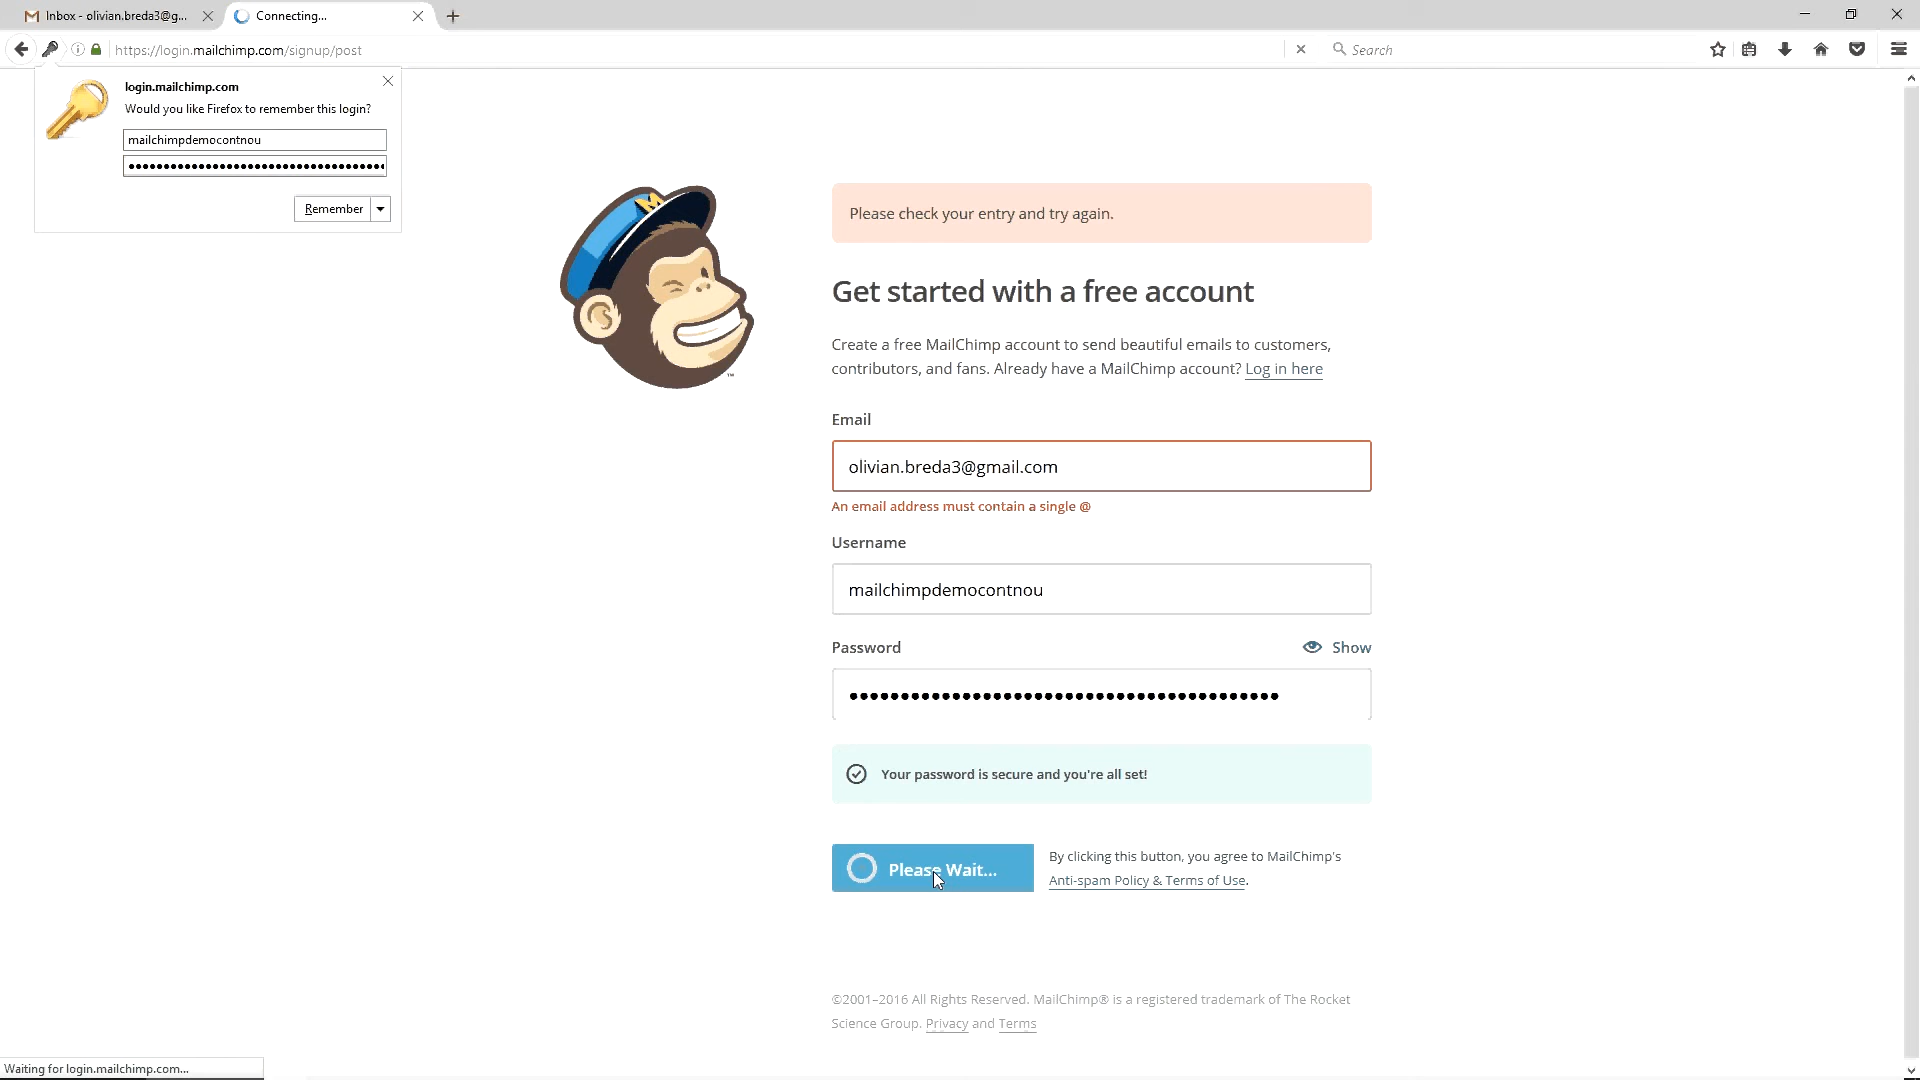 Inbox - olivian.breda3@g...
Connecting...
https://login.mailchimp.com/signup/post
Search
login.mailchimp.com
Would you like Firefox to remember this login?
mailchimpdemocontnou
Remember
Please check your entry and try again.
Get started with a free account
Create a free MailChimp account to send beautiful emails to customers,
contributors, and fans. Already have a MailChimp account? Log in here
Email
olivian.breda3@gmail.com
An email address must contain a single @
Username
mailchimpdemocontnou
Password
Show
Your password is secure and you're all set!
Please Wait...
By clicking this button, you agree to MailChimp's
Anti-spam Policy & Terms of Use.
©2001–2016 All Rights Reserved. MailChimp® is a registered trademark of The Rocket
Science Group. Privacy and Terms
Waiting for login.mailchimp.com...